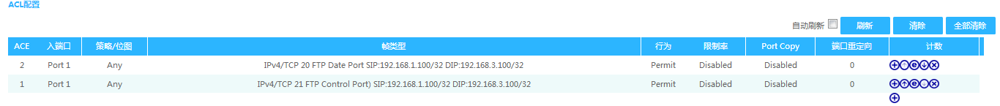 ACL配置
自动刷新 刷新 清除 全部清除
ACE 入端口 策略/位图 帧类型 行为 限制率 Port Copy 端口重定向 计数
2 Port 1 Any IPv4/TCP 20 FTP Date Port SIP:192.168.1.100/32 DIP:192.168.3.100/32 Permit Disabled Disabled 0
1 Port 1 Any IPv4/TCP 21 FTP Control Port) SIP:192.168.1.100/32 DIP:192.168.3.100/32 Permit Disabled Disabled 0